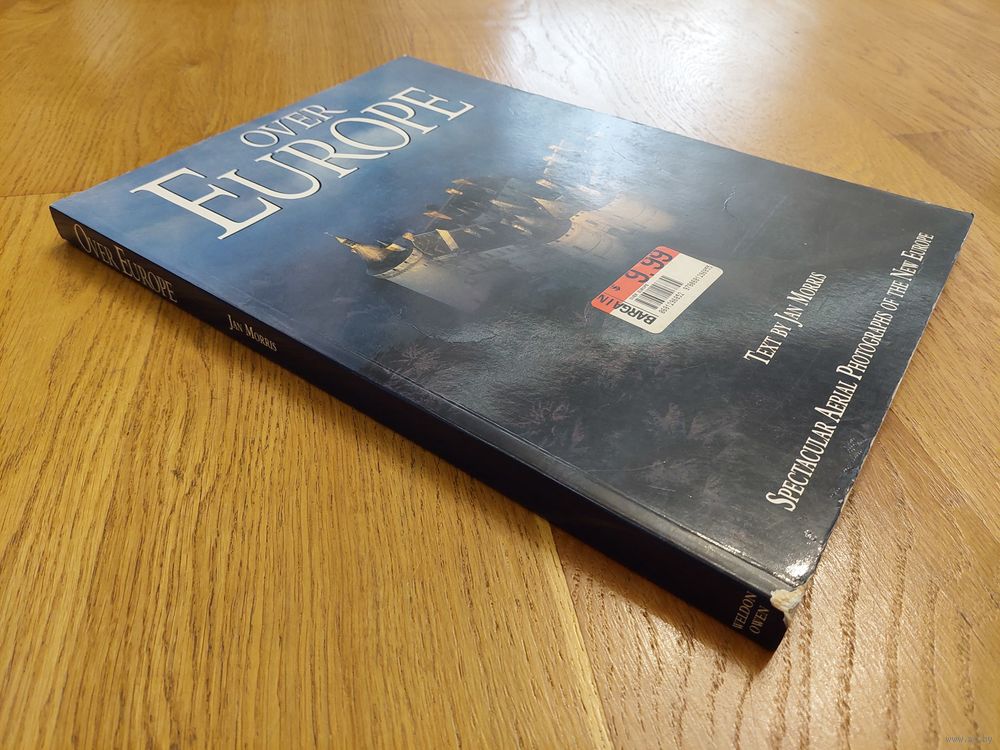 OVER
EUROPE
TEXT BY JAN MORRIS
SPECTACULAR AERIAL PHOTOGRAPHS OF THE NEW EUROPE
BARGAIN
$ 9.99
OVER EUROPE
JAN MORRIS
WELDON
OWEN